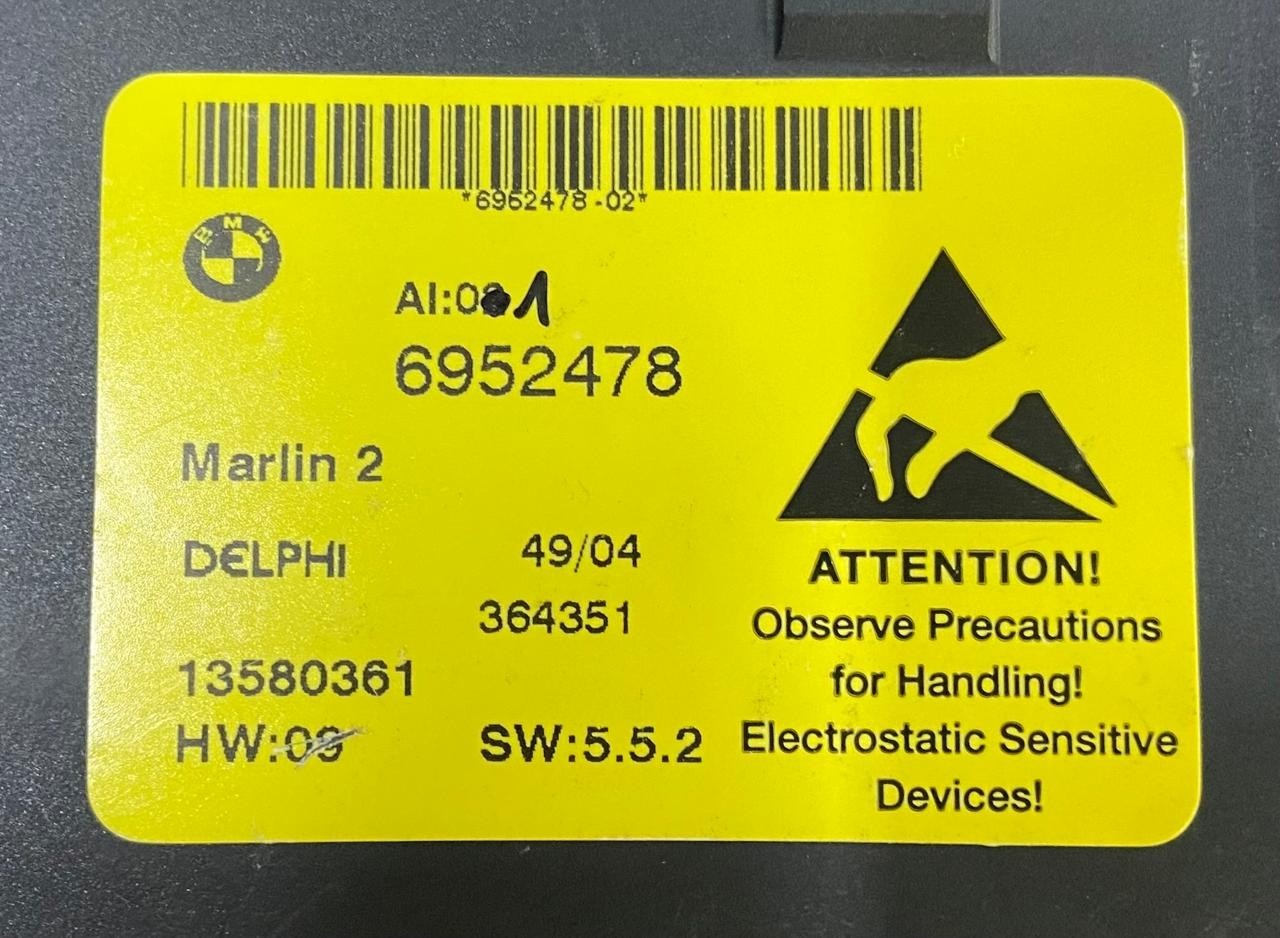 *6952478-02*
BMW
AI:0 1
6952478
Marlin 2
DELPHI 49/04
364351
13580361
HW:09 SW:5.5.2
ATTENTION!
Observe Precautions
for Handling!
Electrostatic Sensitive
Devices!